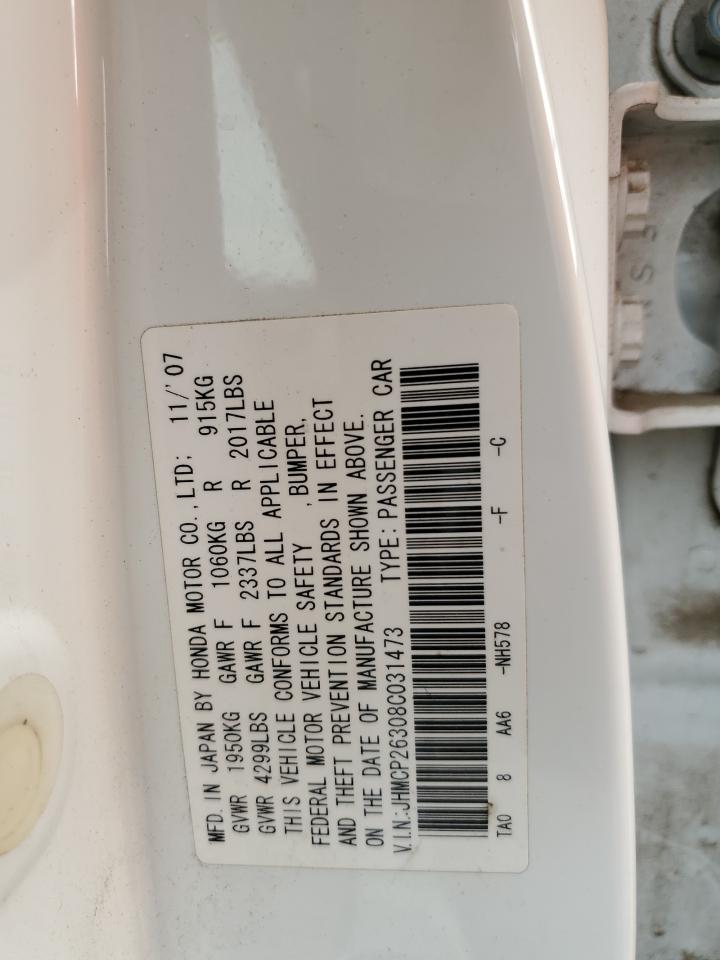 MFD. IN JAPAN BY HONDA MOTOR CO., LTD; 11/'07
GVWR 1950KG GAWR F 1060KG R 915KG
GVWR 4299LBS GAWR F 2337LBS R 2017LBS
THIS VEHICLE CONFORMS TO ALL APPLICABLE
FEDERAL MOTOR VEHICLE SAFETY , BUMPER,
AND THEFT PREVENTION STANDARDS IN EFFECT
ON THE DATE OF MANUFACTURE SHOWN ABOVE.
V.I.N.:JHMCP26308C031473 TYPE:PASSENGER CAR
TA0 8 AA6 -NH578 -F -C